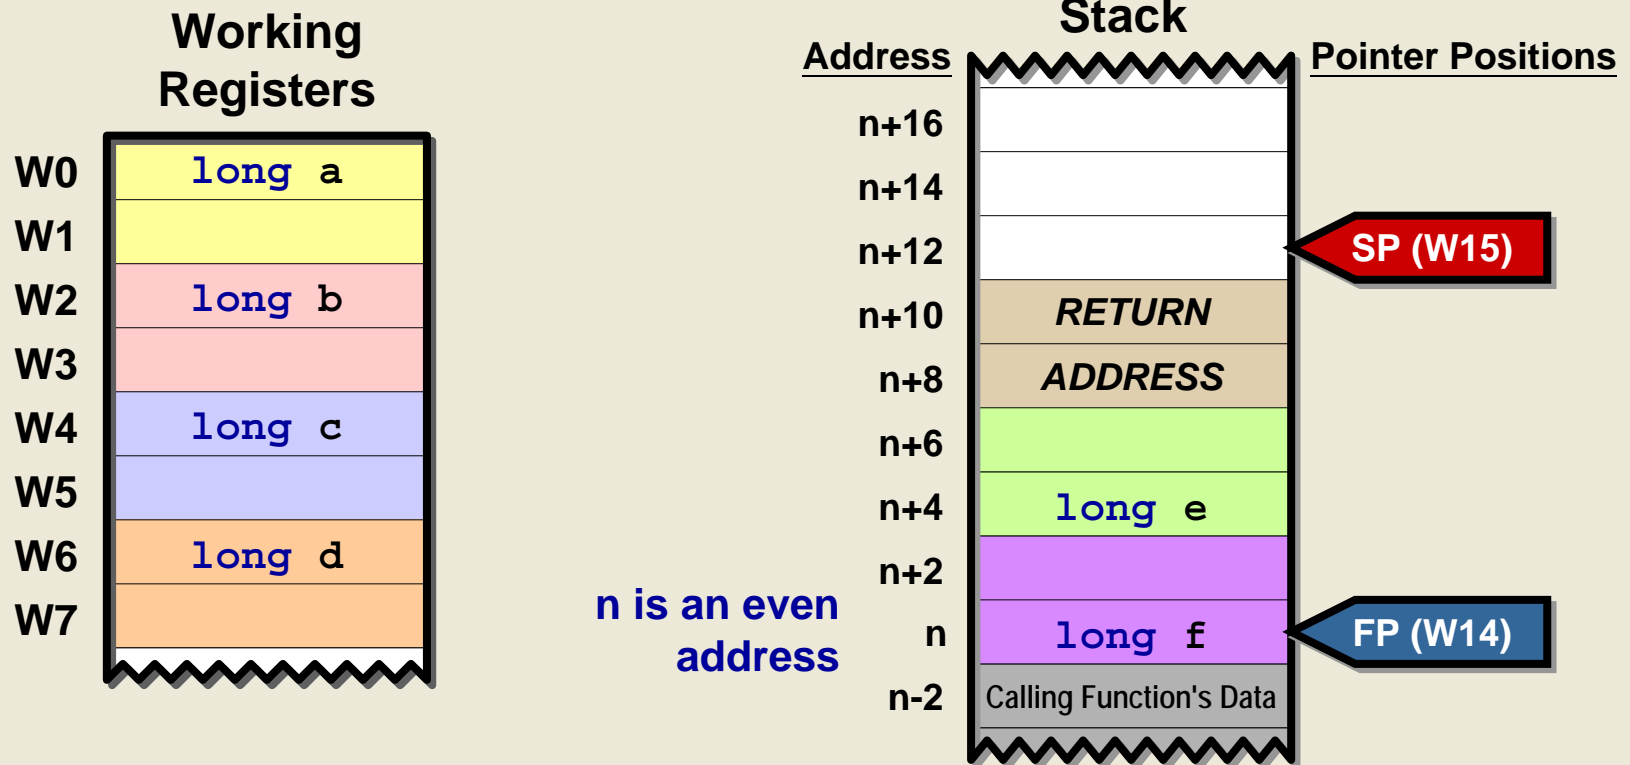 Working
Registers
W0 long a
W1
W2 long b
W3
W4 long c
W5
W6 long d
W7
n is an even
address
Stack
Address
Pointer Positions
n+16
n+14
n+12 SP (W15)
n+10 RETURN
n+8 ADDRESS
n+6
n+4 long e
n+2
n long f FP (W14)
n-2 Calling Function's Data